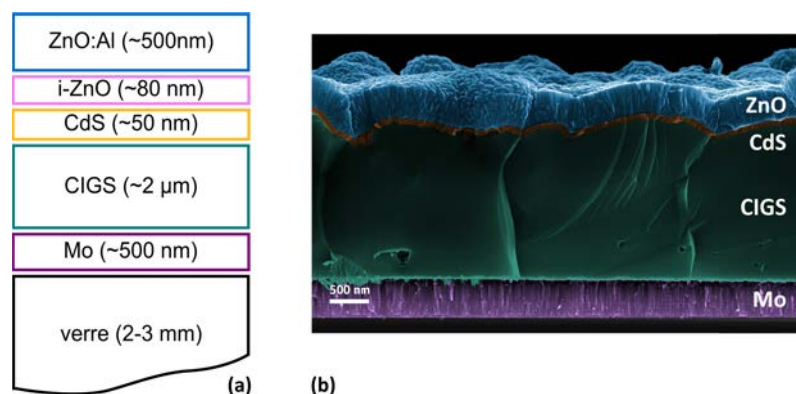 ZnO:Al (~500nm)
i-ZnO (~80 nm)
CdS (~50 nm)
CIGS (~2 µm)
Mo (~500 nm)
verre (2-3 mm)
(a)
ZnO
CdS
CIGS
500 nm
Mo
(b)